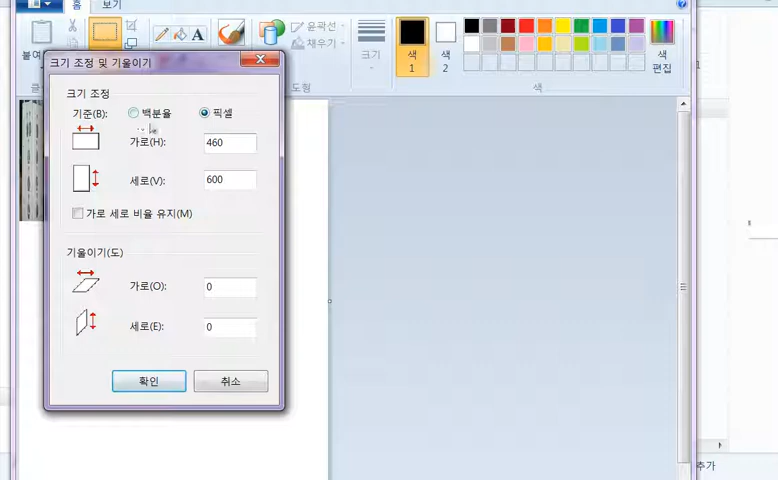 홈 보기
윤곽선
채우기
붙여
크기
색
1
색
2
색
편집
도형
색
크기 조정 및 기울이기
크기 조정
기준(B): 백분율 픽셀
가로(H): 460
세로(V): 600
가로 세로 비율 유지(M)
기울이기(도)
가로(O): 0
세로(E): 0
확인 취소
추가